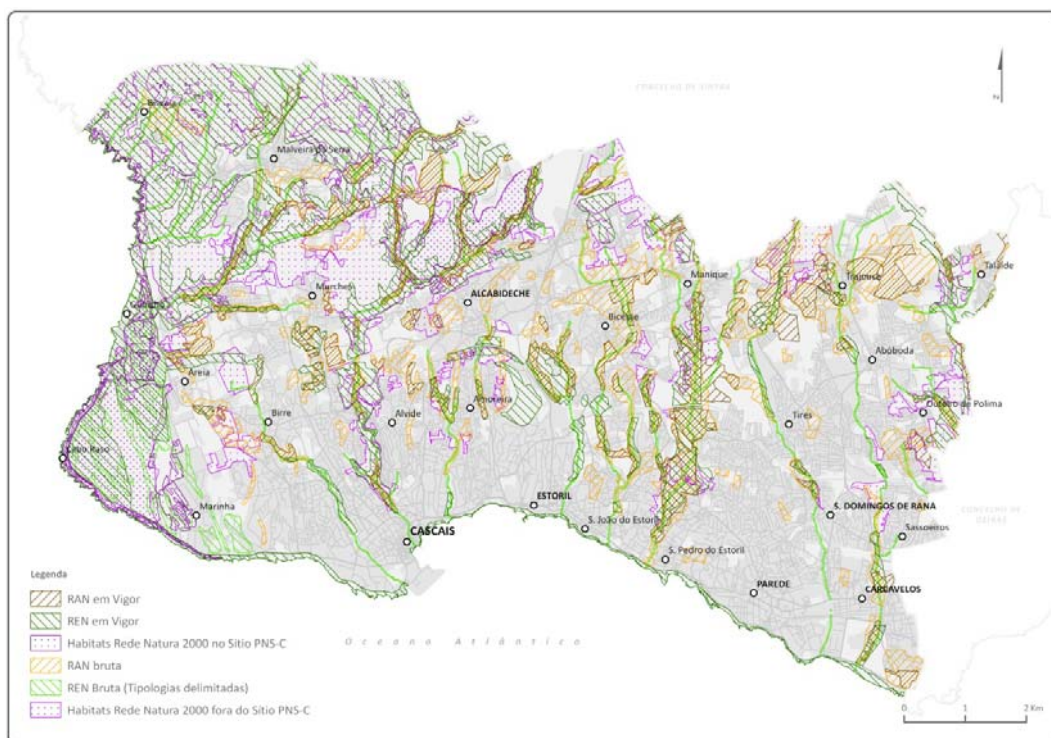 CONCELHO DE SINTRA
N
Malveira da Serra
Talaíde
Murches
ALCABIDECHE
Manique
Bicesse
Abóboda
Areia
Outeiro de Polima
Birre
Alvide
Amoreira
Tires
Cabo Raso
Marinha
ESTORIL
S. DOMINGOS DE RANA
CONCELHO DE
OEIRAS
CASCAIS
S. João do Estoril
Sassoeiros
S. Pedro do Estoril
PAREDE
CARCAVELOS
Legenda
RAN em Vigor
REN em Vigor
Habitats Rede Natura 2000 no Sítio PNS-C
RAN bruta
REN Bruta (Tipologias delimitadas)
Habitats Rede Natura 2000 fora do Sítio PNS-C
Oceano Atlântico
0 1 2 Km